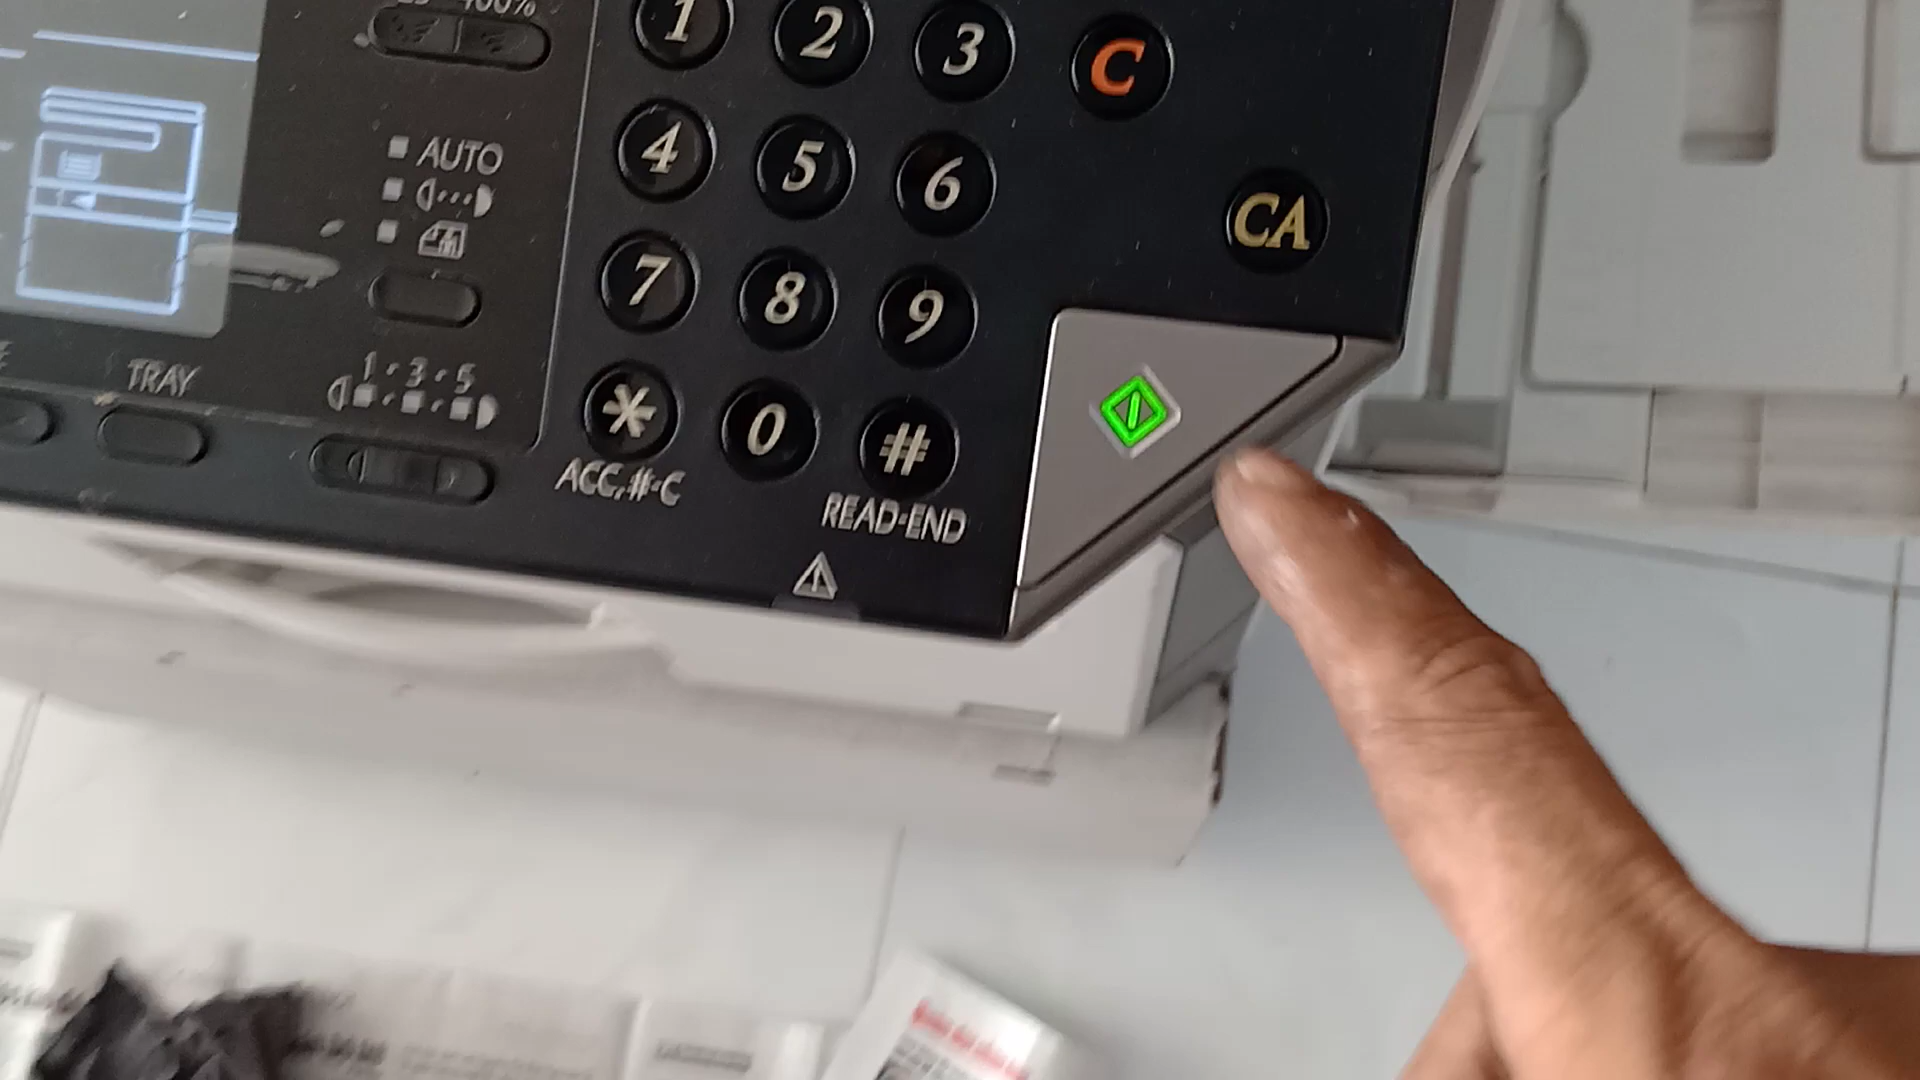 400%
1 2 3 C
AUTO
4 5 6 CA
7 8 9
TRAY
1 · 3 · 5
* 0 #
ACC.#-C
READ-END